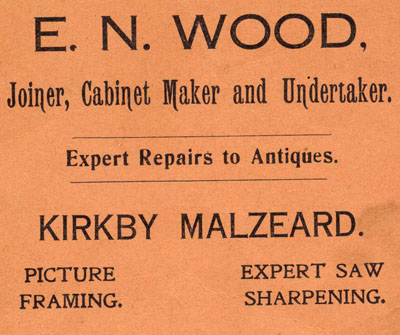 E. N. WOOD,
Joiner, Cabinet Maker and Undertaker.
Expert Repairs to Antiques.
KIRKBY MALZEARD.
PICTURE
FRAMING.
EXPERT SAW
SHARPENING.